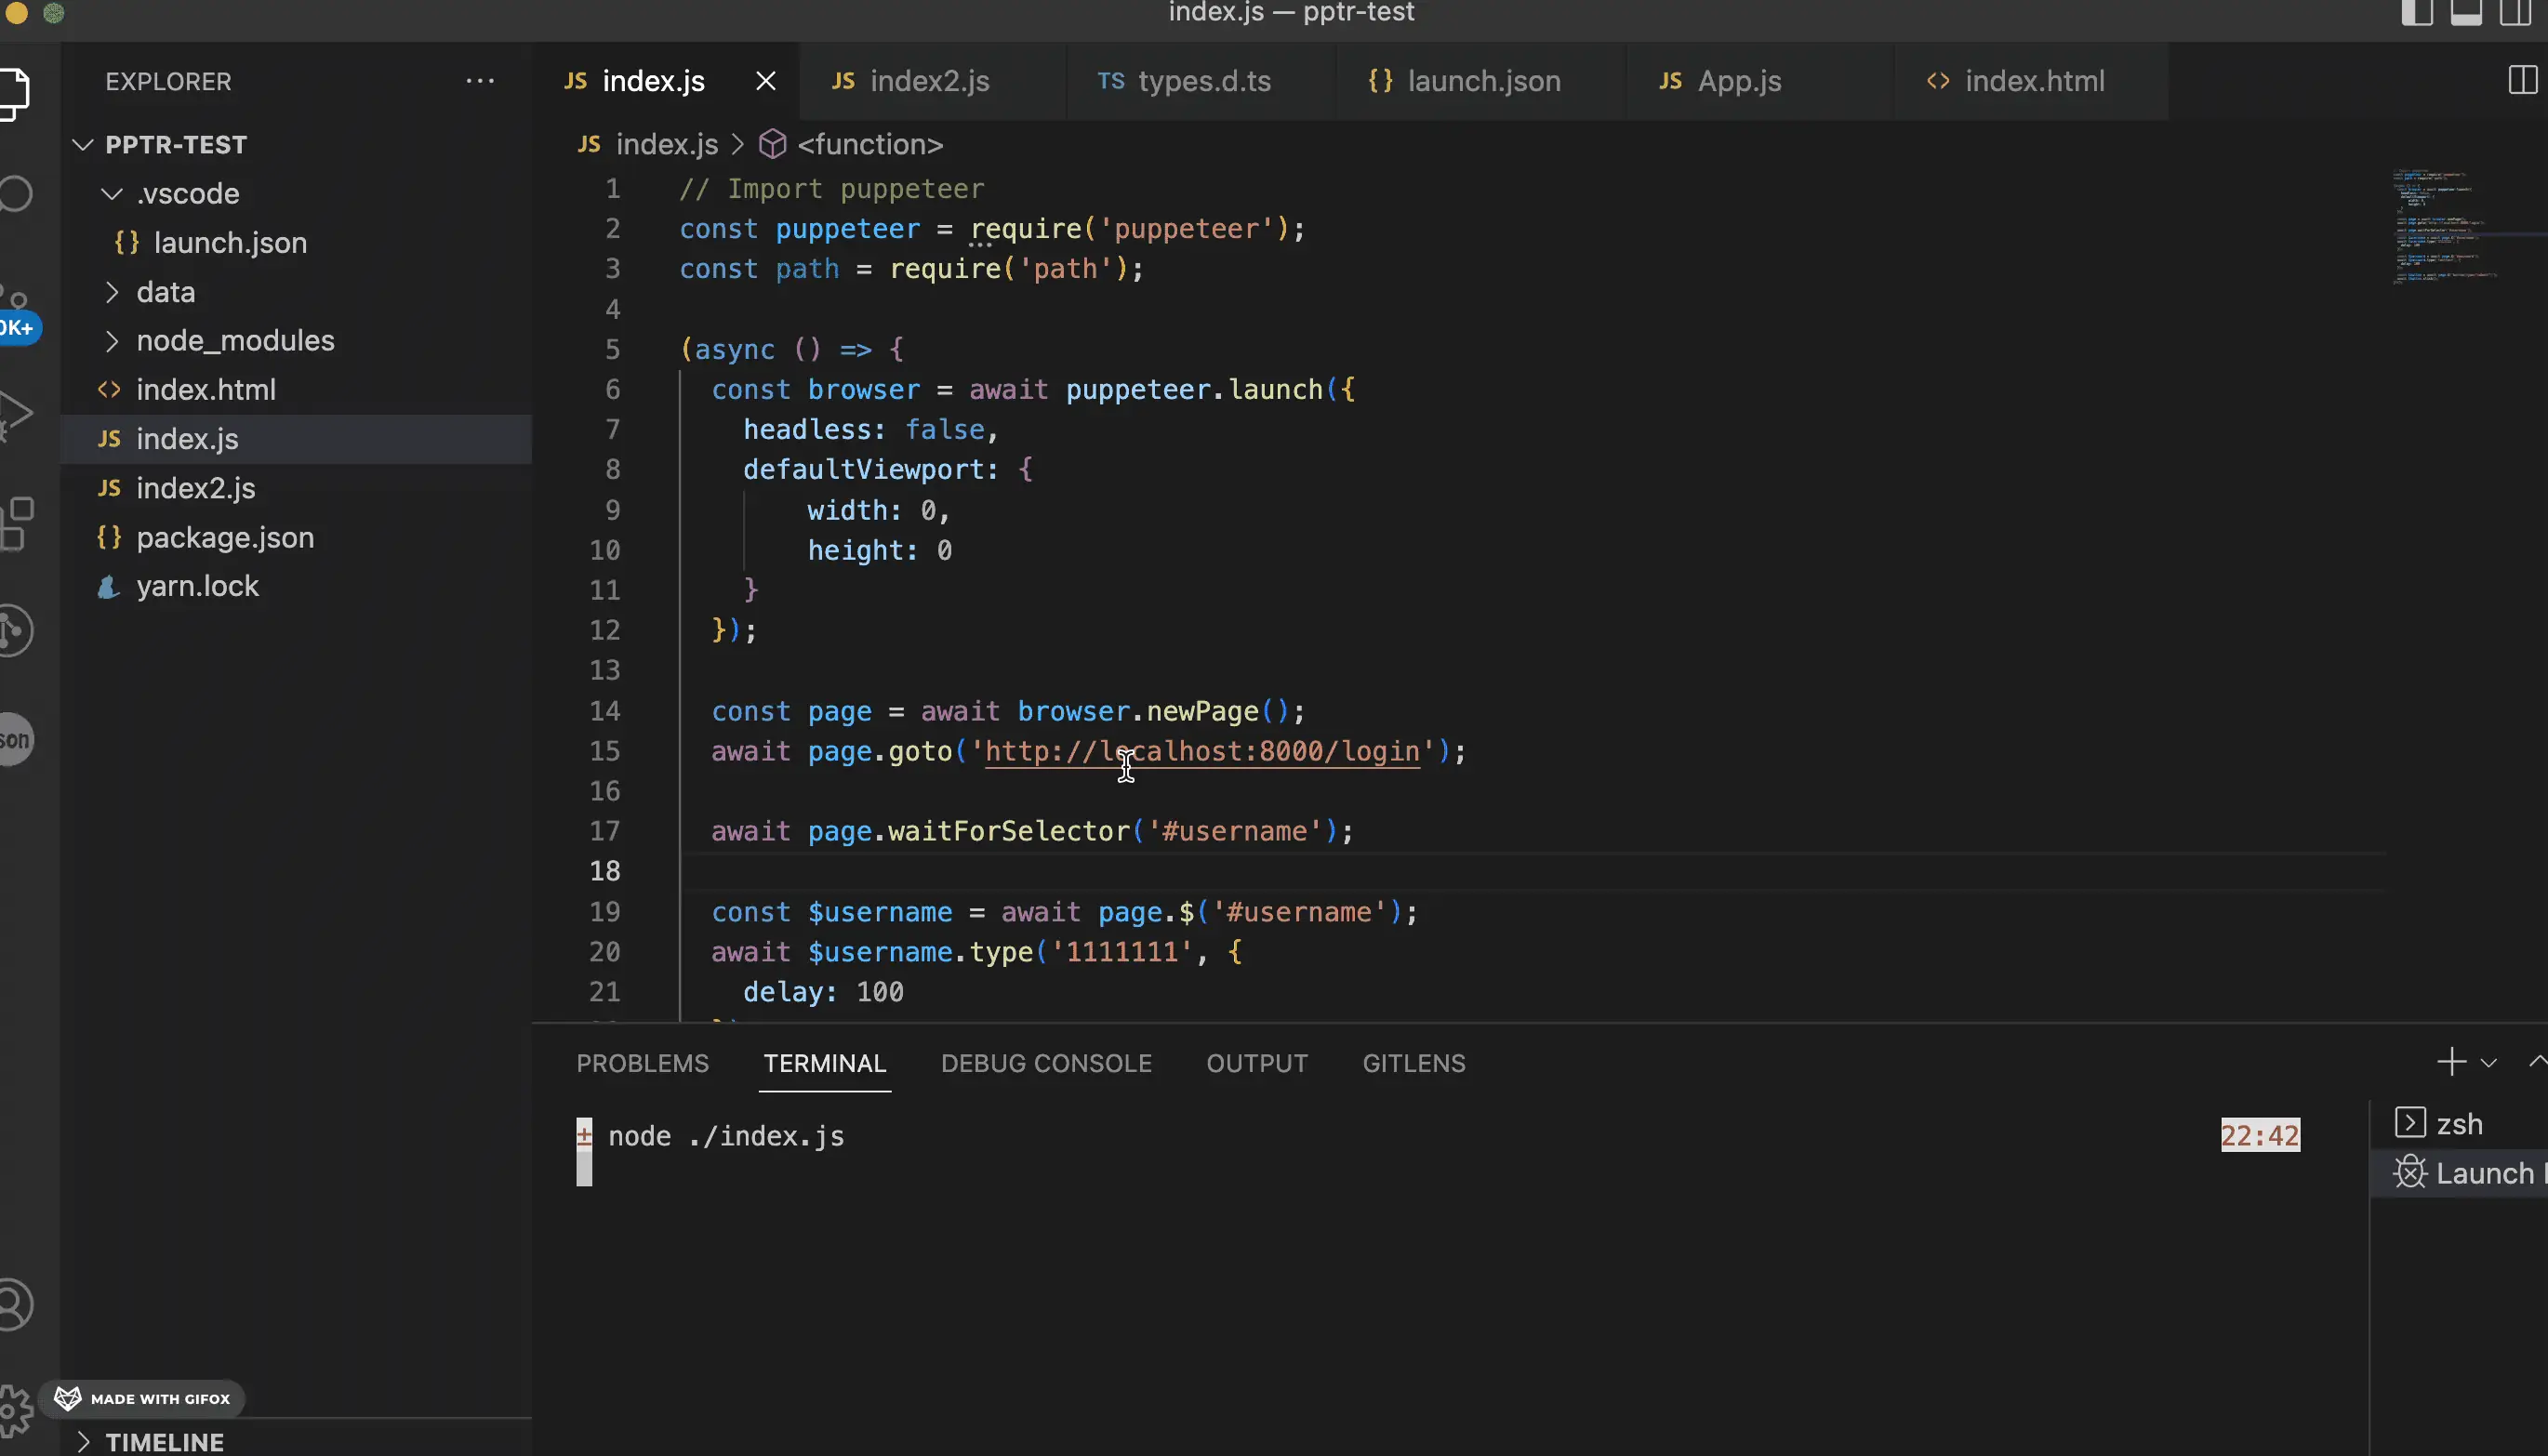 index.js — pptr-test
EXPLORER
PPTR-TEST
.vscode
{} launch.json
data
node_modules
<> index.html
JS index.js
JS index2.js
{} package.json
yarn.lock
TIMELINE
0K+
son
MADE WITH GIFOX
JS index.js
JS index2.js
TS types.d.ts
{} launch.json
JS App.js
<> index.html
JS index.js > <function>
1 // Import puppeteer
2 const puppeteer = require('puppeteer');
3 const path = require('path');
4
5 (async () => {
6 const browser = await puppeteer.launch({
7 headless: false,
8 defaultViewport: {
9 width: 0,
10 height: 0
11 }
12 });
13
14 const page = await browser.newPage();
15 await page.goto('http://localhost:8000/login');
16
17 await page.waitForSelector('#username');
18
19 const $username = await page.$('#username');
20 await $username.type('1111111', {
21 delay: 100
PROBLEMS TERMINAL DEBUG CONSOLE OUTPUT GITLENS
± node ./index.js 22:42
zsh
Launch